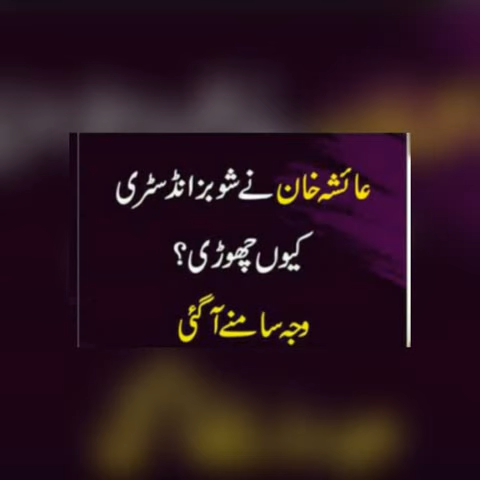 عائشہ خان نے شوبز انڈسٹری
کیوں چھوڑی؟
وجہ سامنے آگئی